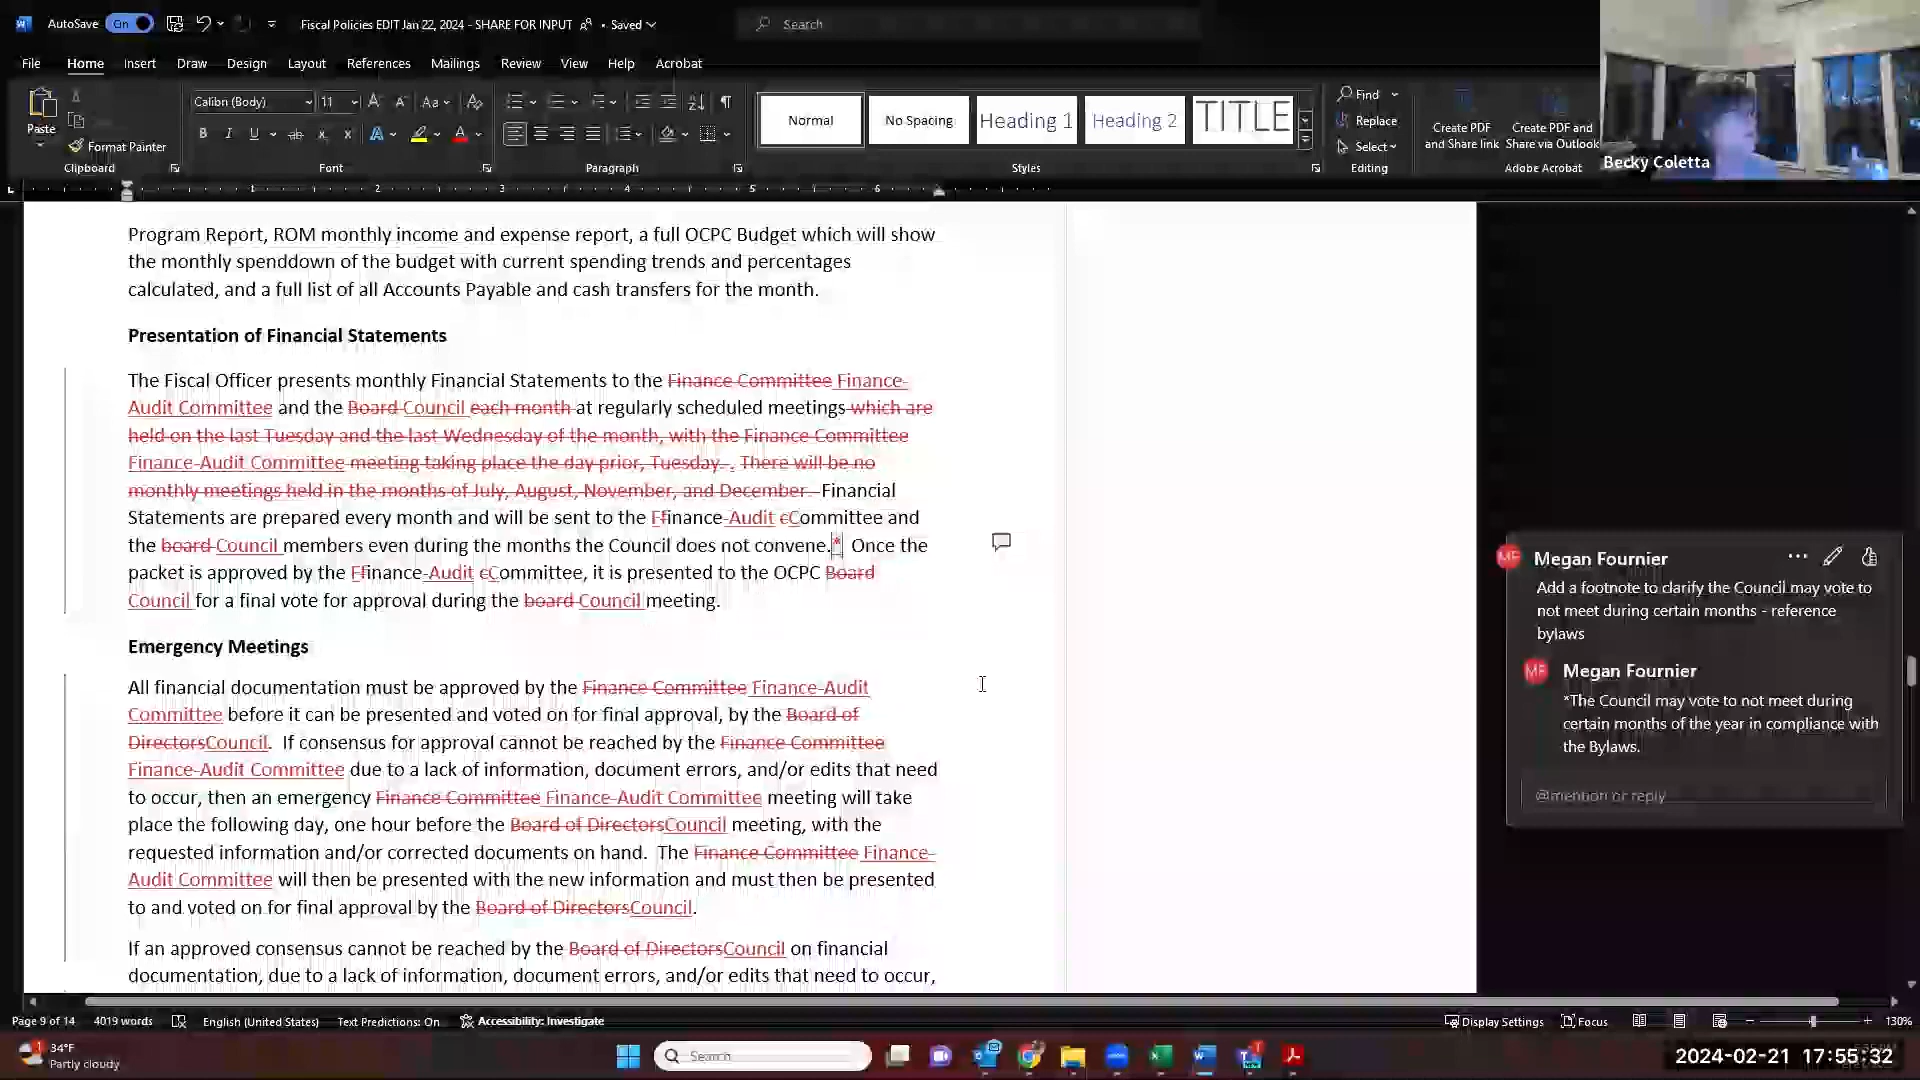 AutoSave On Fiscal Policies EDIT Jan 22, 2024 - SHARE FOR INPUT • Saved Search
File Home Insert Draw Design Layout References Mailings Review View Help Acrobat
Paste Format Painter Calibri (Body) 11 Aa
Normal No Spacing Heading 1 Heading 2 TITLE
Find Replace Select
Create PDF and Share link Create PDF and Share via Outlook
Clipboard Font Paragraph Styles Editing Adobe Acrobat
Becky Coletta
1 2 3 4 5 6
Program Report, ROM monthly income and expense report, a full OCPC Budget which will show
the monthly spenddown of the budget with current spending trends and percentages
calculated, and a full list of all Accounts Payable and cash transfers for the month.
Presentation of Financial Statements
The Fiscal Officer presents monthly Financial Statements to the Finance Committee Finance-
Audit Committee and the Board Council each month at regularly scheduled meetings which are
held on the last Tuesday and the last Wednesday of the month, with the Finance Committee
Finance-Audit Committee meeting taking place the day prior, Tuesday. . There will be no
monthly meetings held in the months of July, August, November, and December. Financial
Statements are prepared every month and will be sent to the Ffinance-Audit cCommittee and
the board Council members even during the months the Council does not convene.* Once the
packet is approved by the Ffinance-Audit cCommittee, it is presented to the OCPC Board
Council for a final vote for approval during the board Council meeting.
Emergency Meetings
All financial documentation must be approved by the Finance Committee Finance-Audit
Committee before it can be presented and voted on for final approval, by the Board of
DirectorsCouncil. If consensus for approval cannot be reached by the Finance Committee
Finance-Audit Committee due to a lack of information, document errors, and/or edits that need
to occur, then an emergency Finance Committee Finance-Audit Committee meeting will take
place the following day, one hour before the Board of DirectorsCouncil meeting, with the
requested information and/or corrected documents on hand. The Finance Committee Finance-
Audit Committee will then be presented with the new information and must then be presented
to and voted on for final approval by the Board of DirectorsCouncil.
If an approved consensus cannot be reached by the Board of DirectorsCouncil on financial
documentation, due to a lack of information, document errors, and/or edits that need to occur,
MF Megan Fournier
Add a footnote to clarify the Council may vote to
not meet during certain months - reference
bylaws
MF Megan Fournier
*The Council may vote to not meet during
certain months of the year in compliance with
the Bylaws.
@mention or reply
Page 9 of 14 4019 words English (United States) Text Predictions: On Accessibility: Investigate Display Settings Focus 130%
34°F
Partly cloudy
Search
2024-02-21 17:55:32